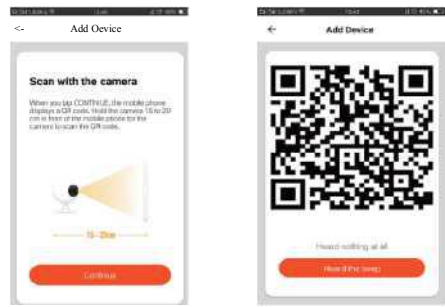 <- Add Oevice
Scan with the camera
When you tap CONTINUE, the mobile phone
displays a QR code. Hold the camera 15 to 20
cm in front of the mobile phone for the
camera to scan the QR code.
15-20cm
Continue
← Add Device
Heard nothing at all
Heard the beep